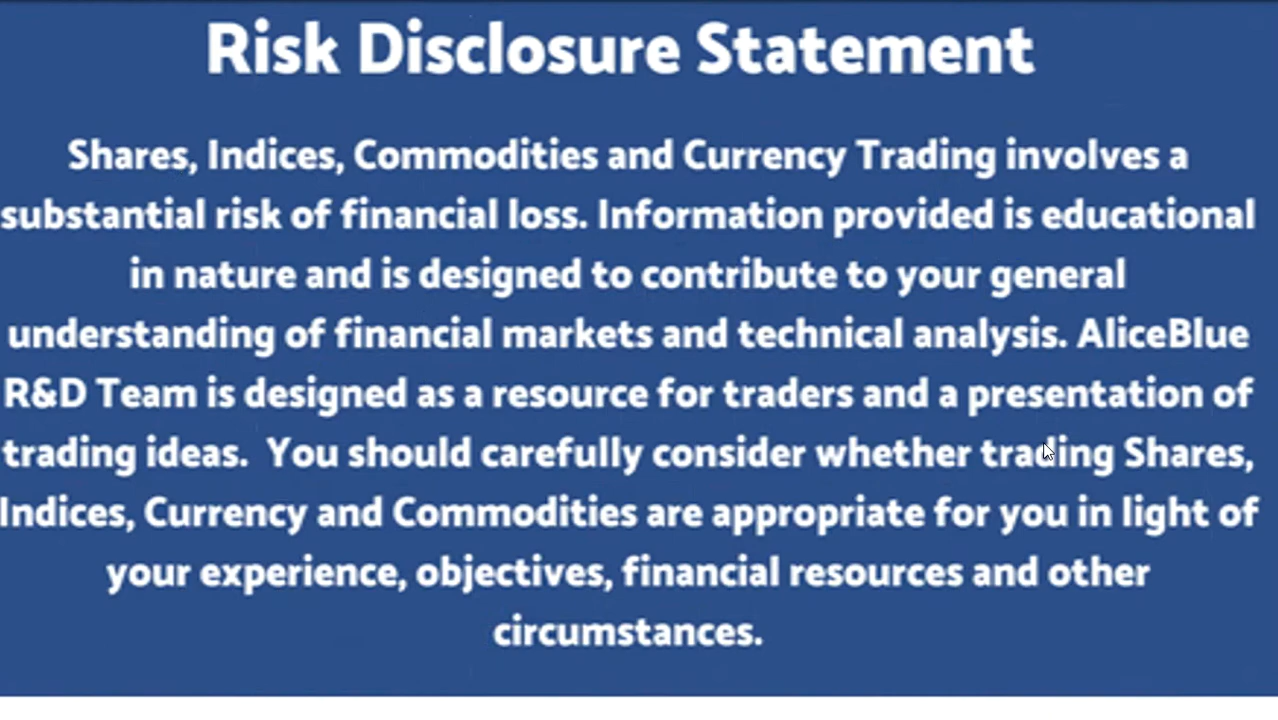 Risk Disclosure Statement
Shares, Indices, Commodities and Currency Trading involves a
substantial risk of financial loss. Information provided is educational
in nature and is designed to contribute to your general
understanding of financial markets and technical analysis. AliceBlue
R&D Team is designed as a resource for traders and a presentation of
trading ideas.  You should carefully consider whether trading Shares,
Indices, Currency and Commodities are appropriate for you in light of
your experience, objectives, financial resources and other
circumstances.